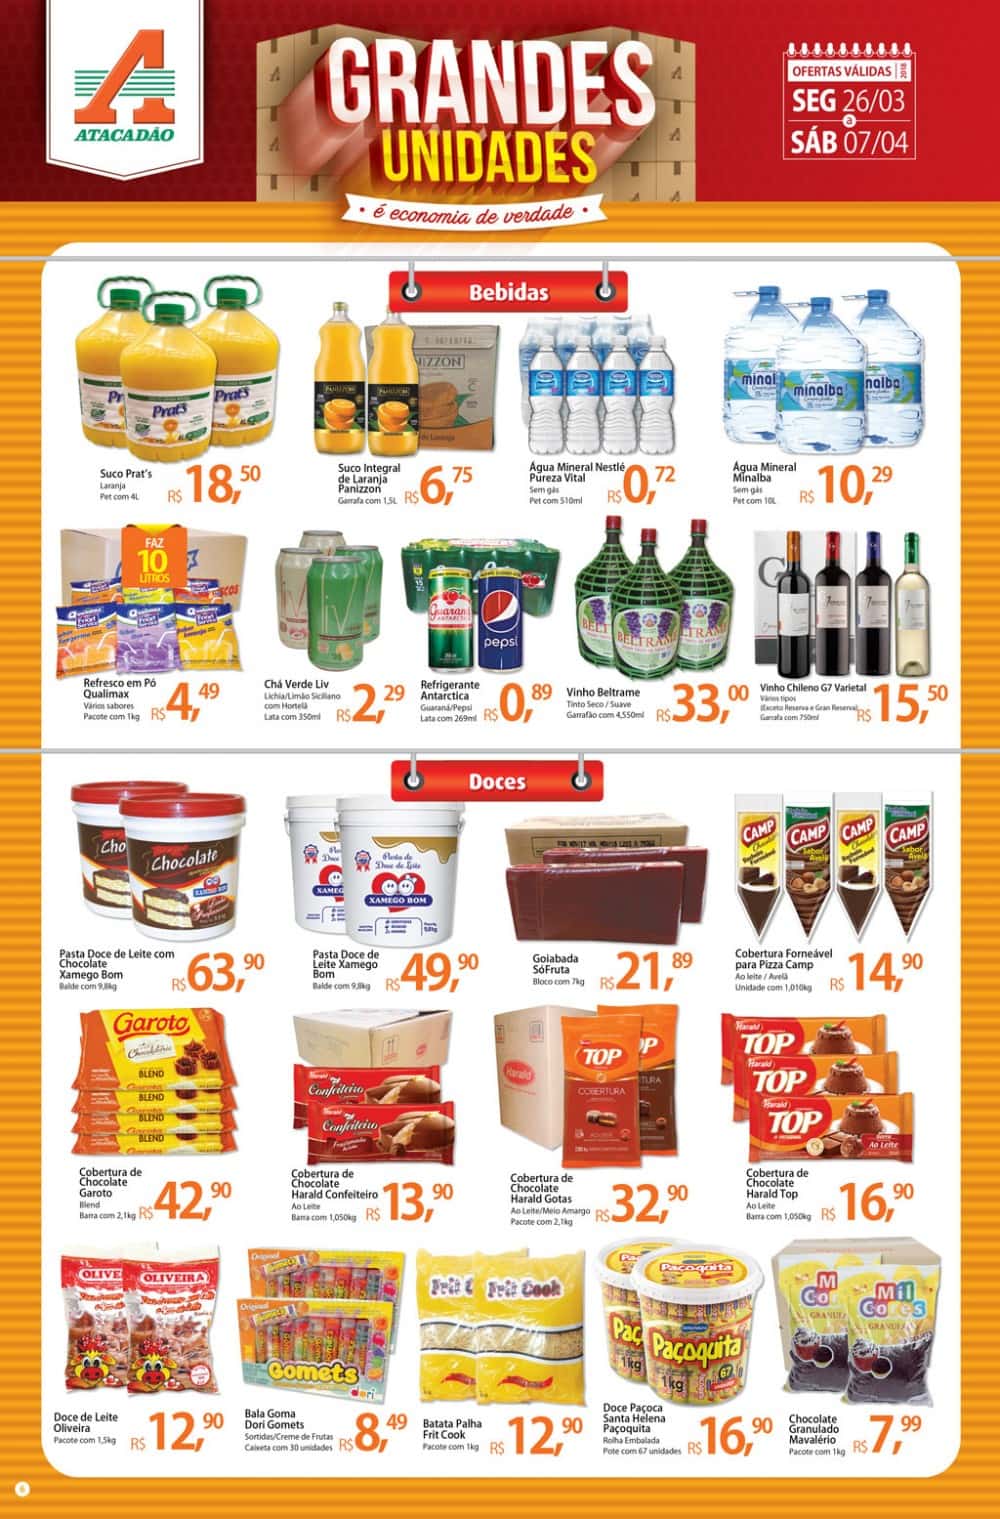 ATACADÃO
GRANDES
UNIDADES
é economia de verdade
OFERTAS VÁLIDAS 2018
SEG 26/03
a
SÁB 07/04
Bebidas
Suco Prat's
Laranja
Pet com 4L
R$ 18,50
Suco Integral
de Laranja
Panizzon
Garrafa com 1,5L
R$ 6,75
Água Mineral Nestlé
Pureza Vital
Sem gás
Pet com 510ml
R$ 0,72
Água Mineral
Minalba
Sem gás
Pet com 10L
R$ 10,29
FAZ
10
LITROS
Refresco em Pó
Qualimax
Vários sabores
Pacote com 1kg
R$ 4,49
Chá Verde Liv
Lichia/Limão Siciliano
com Hortelã
Lata com 350ml
R$ 2,29
Refrigerante
Antarctica
Guaraná/Pepsi
Lata com 269ml
R$ 0,89
Vinho Beltrame
Tinto Seco / Suave
Garrafão com 4,550ml
R$ 33,00
Vinho Chileno G7 Varietal
Vários tipos
(Exceto Reserva e Gran Reserva)
Garrafa com 750ml
R$ 15,50
Doces
Pasta Doce de Leite com
Chocolate
Xamego Bom
Balde com 9,8kg
R$ 63,90
Pasta Doce de
Leite Xamego
Bom
Balde com 9,8kg
R$ 49,90
Goiabada
SóFruta
Bloco com 7kg
R$ 21,89
Cobertura Forneável
para Pizza Camp
Ao leite / Avelã
Unidade com 1,010kg
R$ 14,90
Cobertura de
Chocolate
Garoto
Blend
Barra com 2,1kg
R$ 42,90
Cobertura de
Chocolate
Harald Confeiteiro
Ao Leite
Barra com 1,050kg
R$ 13,90
Cobertura de
Chocolate
Harald Gotas
Ao Leite/Meio Amargo
Pacote com 2,1kg
R$ 32,90
Cobertura de
Chocolate
Harald Top
Ao Leite
Barra com 1,050kg
R$ 16,90
Doce de Leite
Oliveira
Pacote com 1,5kg
R$ 12,90
Bala Goma
Dori Gomets
Sortidas/Creme de Frutas
Caixeta com 30 unidades
R$ 8,49
Batata Palha
Frit Cook
Pacote com 1kg
R$ 12,90
Doce Paçoca
Santa Helena
Paçoquita
Rolha Embalada
Pote com 67 unidades
R$ 16,90
Chocolate
Granulado
Mavalério
Pacote com 1kg
R$ 7,99
6